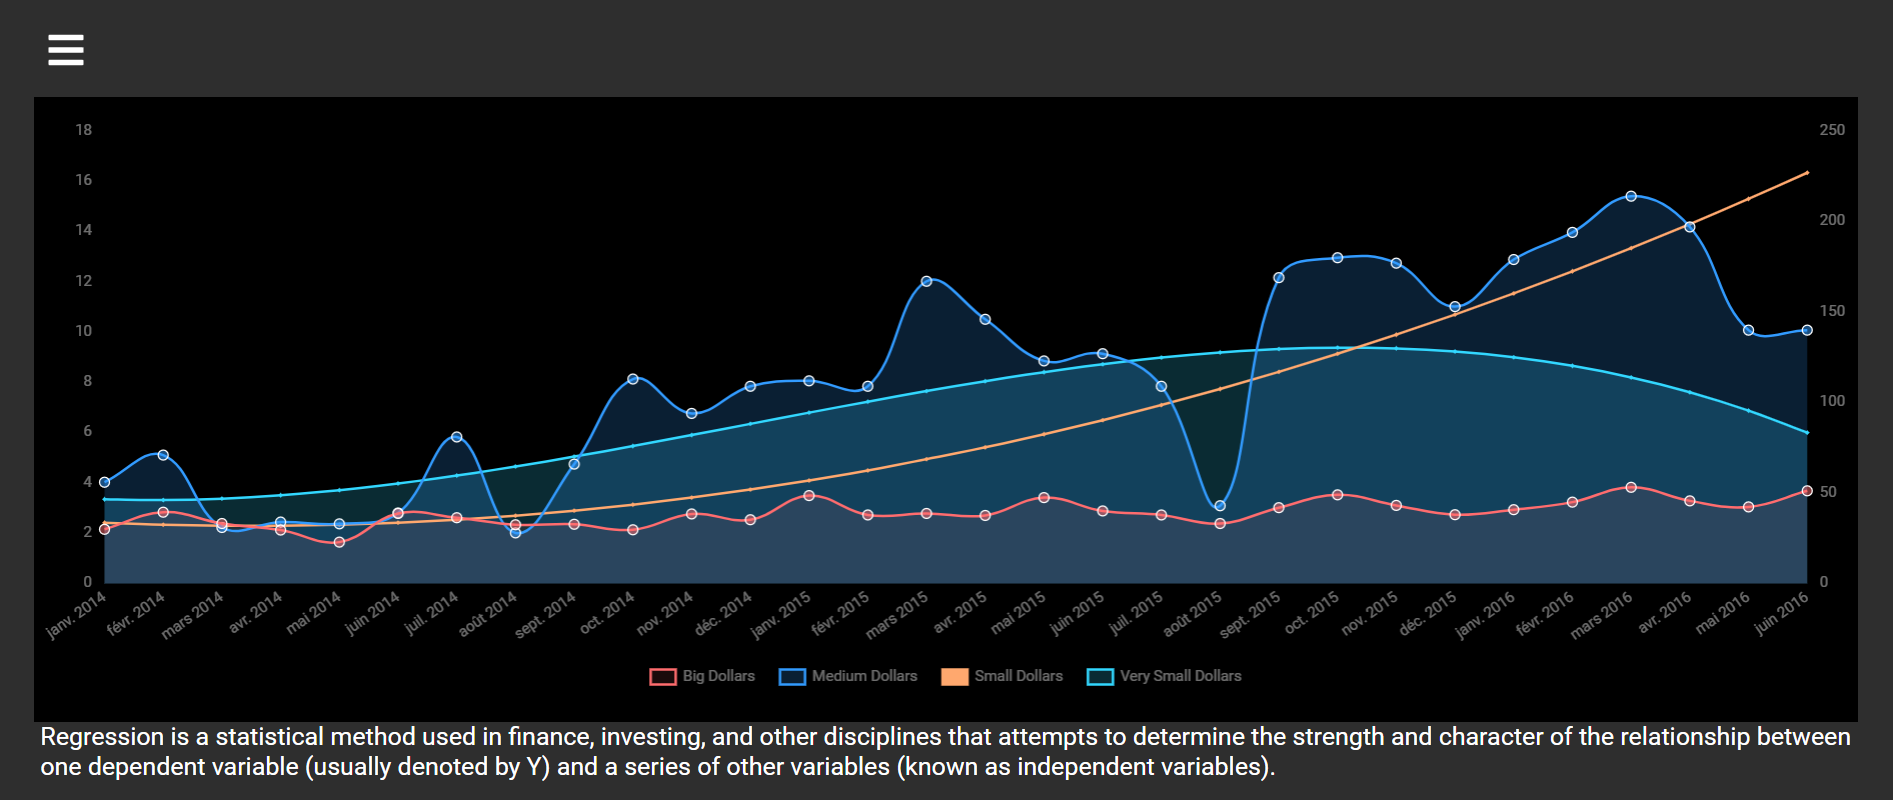 18
16
14
12
10
8
6
4
2
0
250
200
150
100
50
0
janv. 2014
févr. 2014
mars 2014
avr. 2014
mai 2014
juin 2014
juil. 2014
août 2014
sept. 2014
oct. 2014
nov. 2014
déc. 2014
janv. 2015
févr. 2015
mars 2015
avr. 2015
mai 2015
juin 2015
juil. 2015
août 2015
sept. 2015
oct. 2015
nov. 2015
déc. 2015
janv. 2016
févr. 2016
mars 2016
avr. 2016
mai 2016
juin 2016
Big Dollars Medium Dollars Small Dollars Very Small Dollars
Regression is a statistical method used in finance, investing, and other disciplines that attempts to determine the strength and character of the relationship between
one dependent variable (usually denoted by Y) and a series of other variables (known as independent variables).